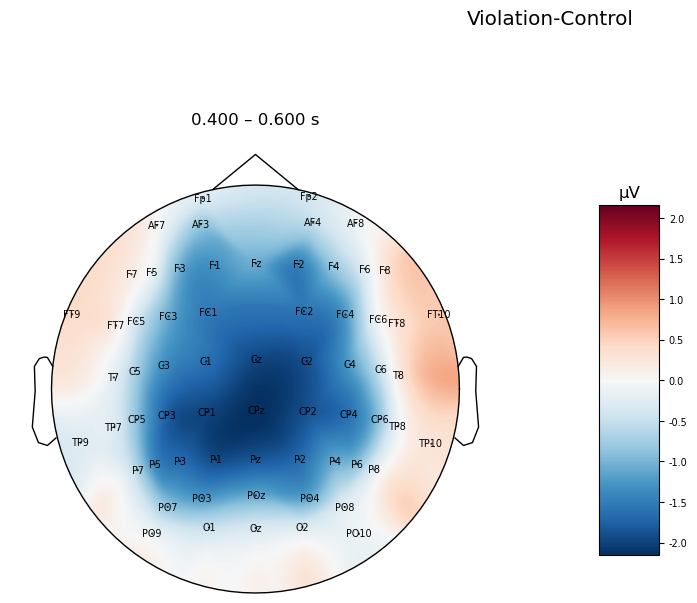 Violation-Control
0.400 – 0.600 s
µV
Fp1 Fp2
AF7 AF3 AF4 AF8
F7 F5 F3 F1 Fz F2 F4 F6 F8
FT9 FT7 FC5 FC3 FC1 FC2 FC4 FC6 FT8 FT10
T7 C5 C3 C1 Cz C2 C4 C6 T8
TP9 TP7 CP5 CP3 CP1 CPz CP2 CP4 CP6 TP8 TP10
P7 P5 P3 P1 Pz P2 P4 P6 P8
PO7 PO3 POz PO4 PO8
PO9 O1 Oz O2 PO10
2.0
1.5
1.0
0.5
0.0
-0.5
-1.0
-1.5
-2.0